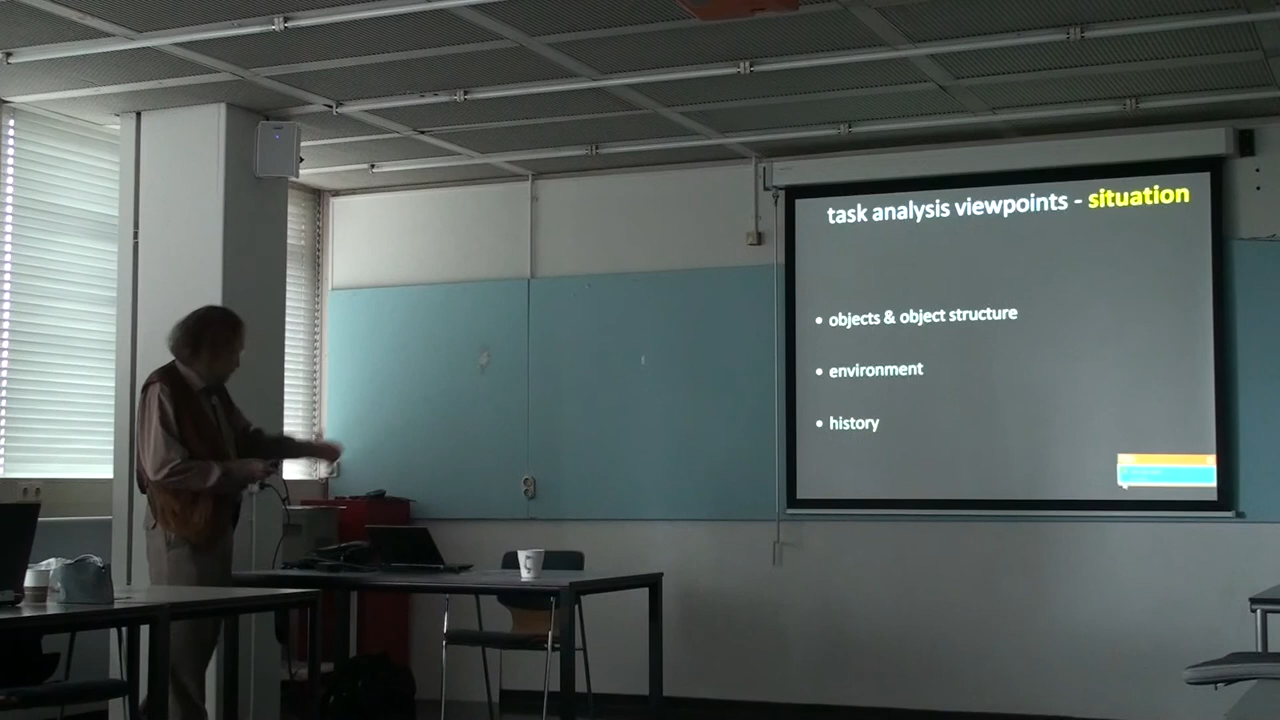 task analysis viewpoints - situation
• objects & object structure
• environment
• history